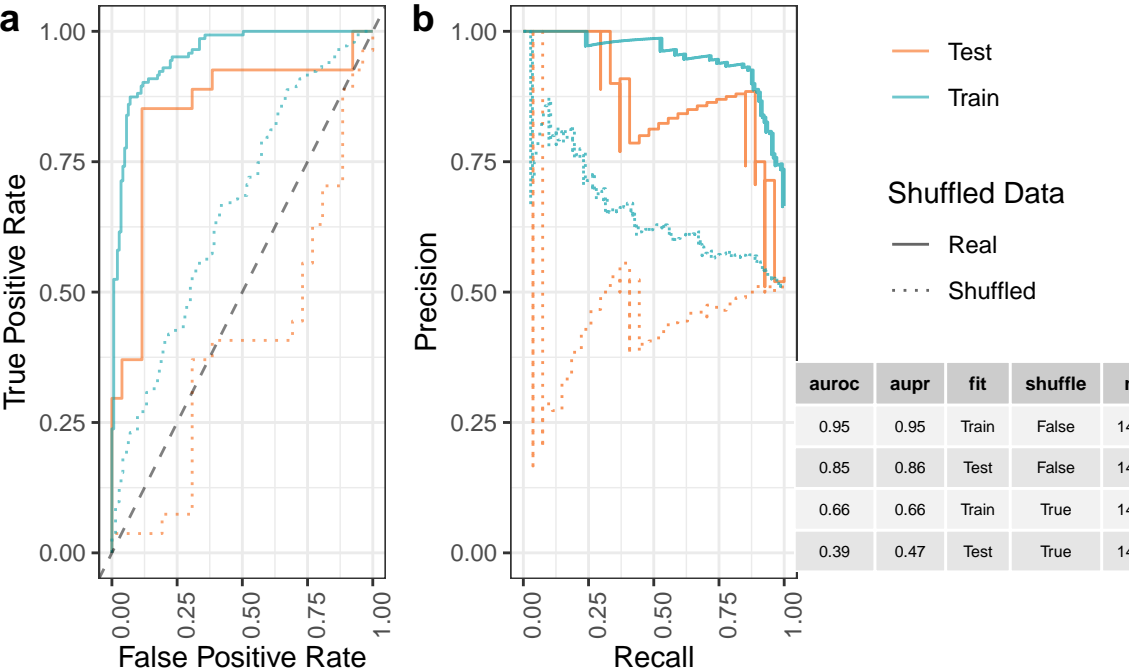 a
b
True Positive Rate
1.00
0.75
0.50
0.25
0.00
0.00 0.25 0.50 0.75 1.00
False Positive Rate
Precision
1.00
0.75
0.50
0.25
0.00
0.00 0.25 0.50 0.75 1.00
Recall
Test
Train
Shuffled Data
Real
Shuffled
auroc aupr fit shuffle
0.95 0.95 Train False 14
0.85 0.86 Test False 14
0.66 0.66 Train True 14
0.39 0.47 Test True 14